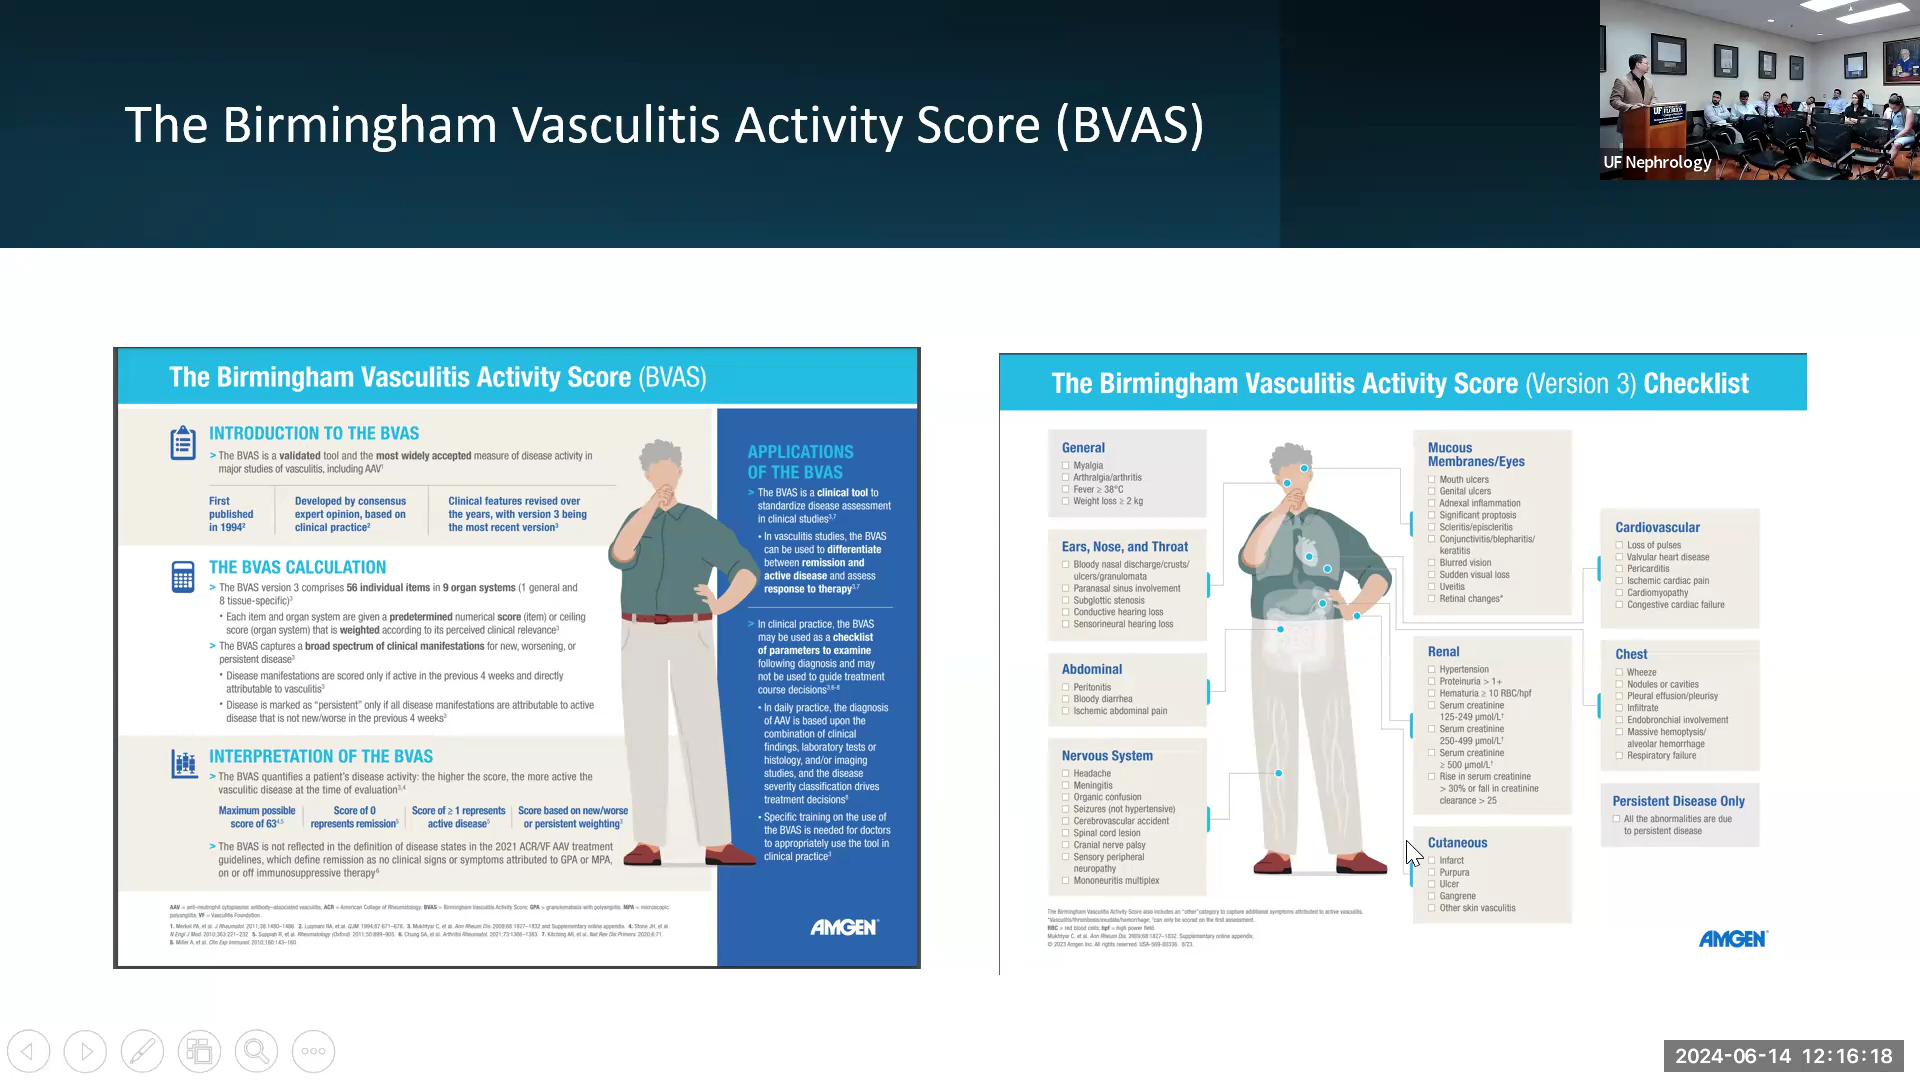 The Birmingham Vasculitis Activity Score (BVAS)
UF Nephrology
The Birmingham Vasculitis Activity Score (BVAS)
INTRODUCTION TO THE BVAS
> The BVAS is a validated tool and the most widely accepted measure of disease activity in
major studies of vasculitis, including AAV¹
First
published
in 1994²
Developed by consensus
expert opinion, based on
clinical practice²
Clinical features revised over
the years, with version 3 being
the most recent version³
THE BVAS CALCULATION
> The BVAS version 3 comprises 56 individual items in 9 organ systems (1 general and
8 tissue-specific)³
• Each item and organ system are given a predetermined numerical score (item) or ceiling
score (organ system) that is weighted according to its perceived clinical relevance³
> The BVAS captures a broad spectrum of clinical manifestations for new, worsening, or
persistent disease³
• Disease manifestations are scored only if active in the previous 4 weeks and directly
attributable to vasculitis³
• Disease is marked as “persistent” only if all disease manifestations are attributable to active
disease that is not new/worse in the previous 4 weeks³
INTERPRETATION OF THE BVAS
> The BVAS quantifies a patient's disease activity: the higher the score, the more active the
vasculitic disease at the time of evaluation³,⁴
Maximum possible
score of 63⁴,⁵
Score of 0
represents remission⁵
Score of ≥ 1 represents
active disease⁵
Score based on new/worse
or persistent weighting³
> The BVAS is not reflected in the definition of disease states in the 2021 ACR/VF AAV treatment
guidelines, which define remission as no clinical signs or symptoms attributed to GPA or MPA,
on or off immunosuppressive therapy⁶
AAV = anti-neutrophil cytoplasmic antibody-associated vasculitis; ACR = American College of Rheumatology; BVAS = Birmingham Vasculitis Activity Score; GPA = granulomatosis with polyangiitis; MPA = microscopic
polyangiitis; VF = Vasculitis Foundation.
APPLICATIONS
OF THE BVAS
> The BVAS is a clinical tool to
standardize disease assessment
in clinical studies³,⁷
• In vasculitis studies, the BVAS
can be used to differentiate
between remission and
active disease and assess
response to therapy³,⁷
> In clinical practice, the BVAS
may be used as a checklist
of parameters to examine
following diagnosis and may
not be used to guide treatment
course decisions³,⁶⁻⁸
• In daily practice, the diagnosis
of AAV is based upon the
combination of clinical
findings, laboratory tests or
histology, and/or imaging
studies, and the disease
severity classification drives
treatment decisions⁶
• Specific training on the use of
the BVAS is needed for doctors
to appropriately use the tool in
clinical practice³
AMGEN
The Birmingham Vasculitis Activity Score (Version 3) Checklist
General
Myalgia
Arthralgia/arthritis
Fever ≥ 38°C
Weight loss ≥ 2 kg
Ears, Nose, and Throat
Bloody nasal discharge/crusts/
ulcers/granulomata
Paranasal sinus involvement
Subglottic stenosis
Conductive hearing loss
Sensorineural hearing loss
Abdominal
Peritonitis
Bloody diarrhea
Ischemic abdominal pain
Nervous System
Headache
Meningitis
Organic confusion
Seizures (not hypertensive)
Cerebrovascular accident
Spinal cord lesion
Cranial nerve palsy
Sensory peripheral
neuropathy
Mononeuritis multiplex
Mucous
Membranes/Eyes
Mouth ulcers
Genital ulcers
Adnexal inflammation
Significant proptosis
Scleritis/episcleritis
Conjunctivitis/blepharitis/
keratitis
Blurred vision
Sudden visual loss
Uveitis
Retinal changes*
Renal
Hypertension
Proteinuria > 1+
Hematuria ≥ 10 RBC/hpf
Serum creatinine
125-249 µmol/L†
Serum creatinine
250-499 µmol/L†
Serum creatinine
≥ 500 µmol/L†
Rise in serum creatinine
> 30% or fall in creatinine
clearance > 25
Cutaneous
Infarct
Purpura
Ulcer
Gangrene
Other skin vasculitis
Cardiovascular
Loss of pulses
Valvular heart disease
Pericarditis
Ischemic cardiac pain
Cardiomyopathy
Congestive cardiac failure
Chest
Wheeze
Nodules or cavities
Pleural effusion/pleurisy
Infiltrate
Endobronchial involvement
Massive hemoptysis/
alveolar hemorrhage
Respiratory failure
Persistent Disease Only
All the abnormalities are due
to persistent disease
The Birmingham Vasculitis Activity Score also includes an “other” category to capture additional symptoms attributed to active vasculitis.
*Vasculitis/thrombosis/exudate/hemorrhage; †can only be scored on the first assessment.
RBC = red blood cells; hpf = high power field.
Mukhtyar C, et al. Ann Rheum Dis. 2009;68:1827-1832. Supplementary online appendix.
© 2023 Amgen Inc. All rights reserved. USA-569-80336 8/23
AMGEN
2024-06-14 12:16:18